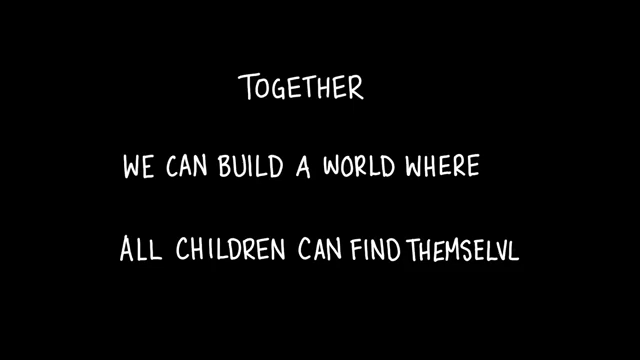 TOGETHER
WE CAN BUILD A WORLD WHERE
ALL CHILDREN CAN FIND THEMSELVL